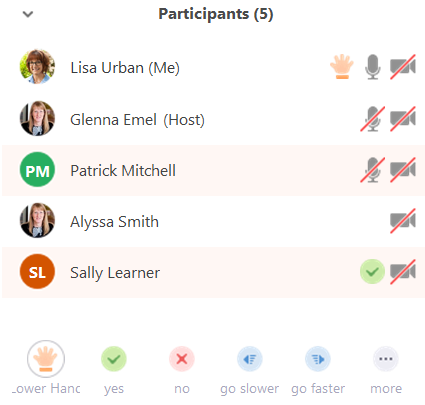 Participants (5)
Lisa Urban (Me)
Glenna Emel (Host)
PM Patrick Mitchell
Alyssa Smith
SL Sally Learner
Lower Hand yes no go slower go faster more